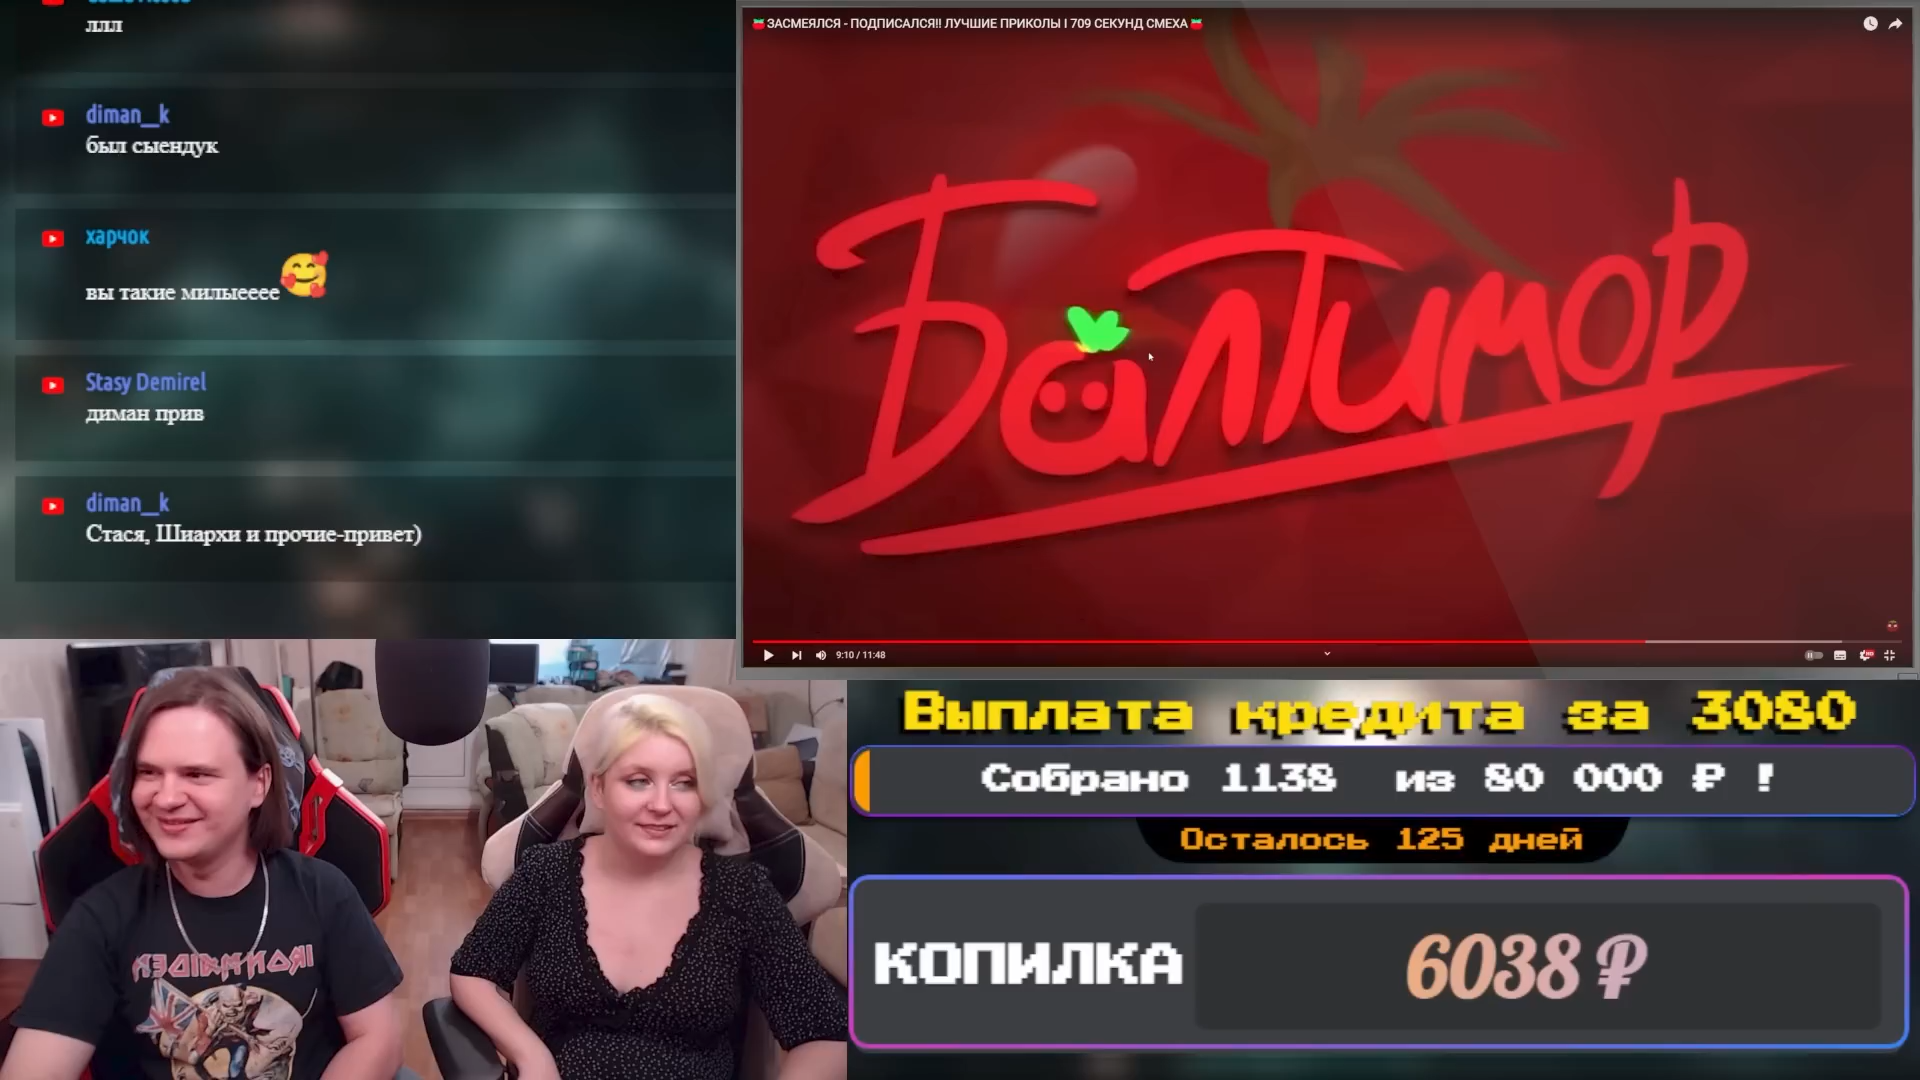 ллл
diman__k
был сыендук
харчок
вы такие милыееее
Stasy Demirel
диман прив
diman__k
Стася, Шиархи и прочие-привет)
ЗАСМЕЯЛСЯ - ПОДПИСАЛСЯ!! ЛУЧШИЕ ПРИКОЛЫ I 709 СЕКУНД СМЕХА
Балтимор
9:10 / 11:48
Выплата кредита за 3080
Собрано 1138 из 80 000 ₽ !
Осталось 125 дней
КОПИЛКА
6038 ₽